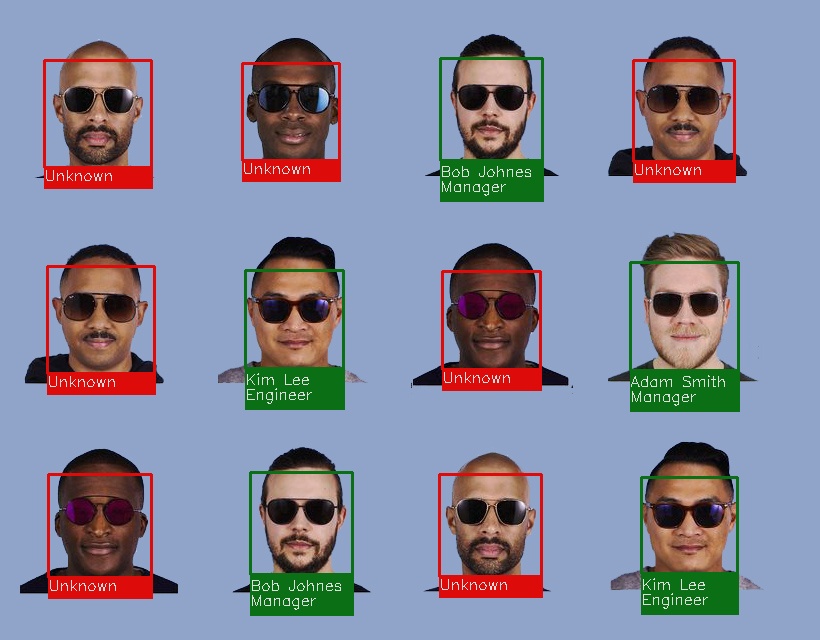 Unknown
Unknown
Bob Johnes
Manager
Unknown
Unknown
Kim Lee
Engineer
Unknown
Adam Smith
Manager
Unknown
Bob Johnes
Manager
Unknown
Kim Lee
Engineer